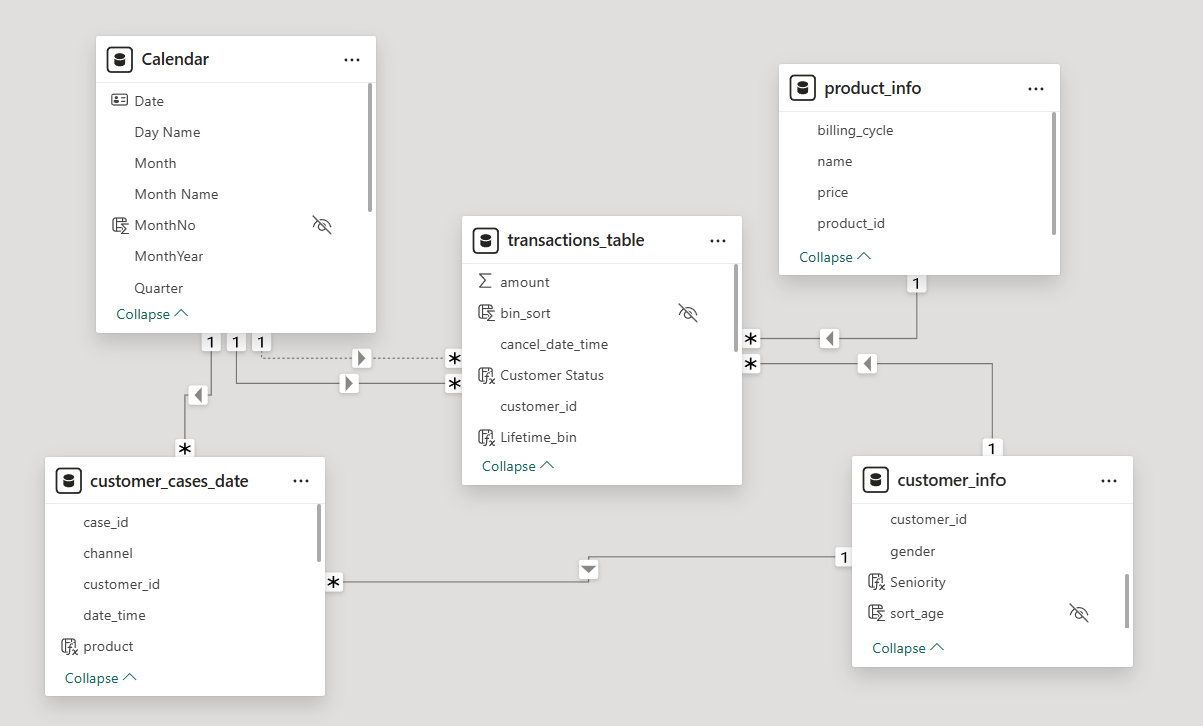 Calendar
Date
Day Name
Month
Month Name
MonthNo
MonthYear
Quarter
Collapse
product_info
billing_cycle
name
price
product_id
Collapse
transactions_table
amount
bin_sort
cancel_date_time
Customer Status
customer_id
Lifetime_bin
Collapse
1
1
1
1
*
*
*
*
*
1
customer_cases_date
case_id
channel
customer_id
date_time
product
Collapse
customer_info
customer_id
gender
Seniority
sort_age
Collapse
1
*